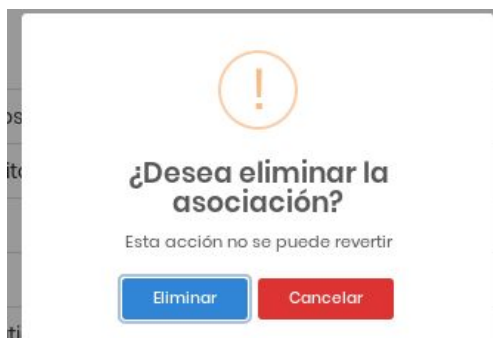 !
¿Desea eliminar la
asociación?
Esta acción no se puede revertir
Eliminar
Cancelar